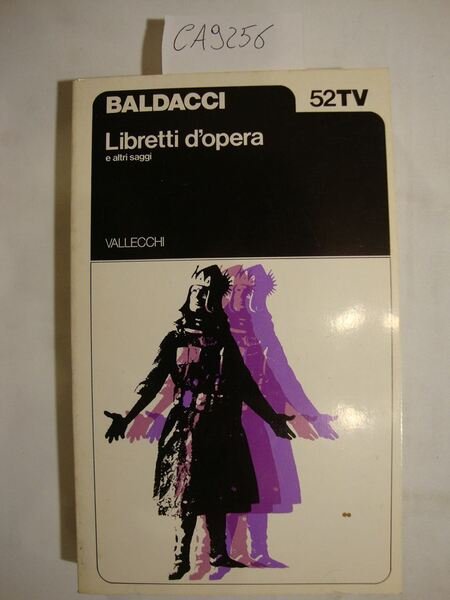 CA9256
BALDACCI 52TV
Libretti d'opera
e altri saggi
VALLECCHI